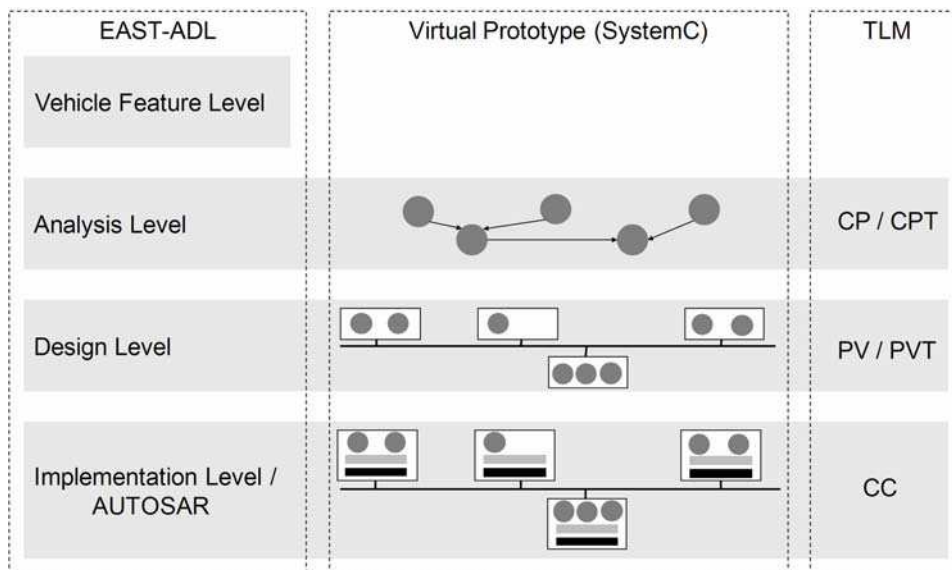 EAST-ADL
Virtual Prototype (SystemC)
TLM
Vehicle Feature Level
Analysis Level
CP / CPT
Design Level
PV / PVT
Implementation Level /
AUTOSAR
CC